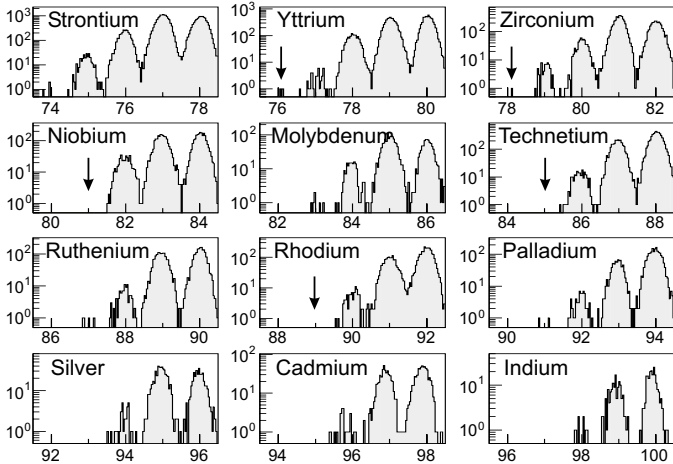 Strontium
10³
10²
10¹
10⁰
74 76 78
Yttrium
10³
10²
10¹
10⁰
76 78 80
Zirconium
10²
10¹
10⁰
78 80 82
Niobium
10²
10¹
10⁰
80 82 84
Molybdenum
10²
10¹
10⁰
82 84 86
Technetium
10²
10¹
10⁰
84 86 88
Ruthenium
10²
10¹
10⁰
86 88 90
Rhodium
10²
10¹
10⁰
88 90 92
Palladium
10²
10¹
10⁰
90 92 94
Silver
10¹
10⁰
92 94 96
Cadmium
10²
10¹
10⁰
94 96 98
Indium
10¹
10⁰
96 98 100